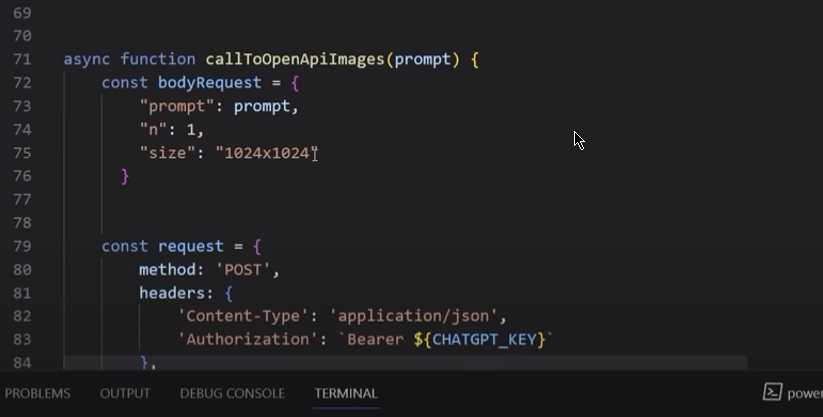 69
70
71 async function callToOpenApiImages(prompt) {
72 const bodyRequest = {
73 "prompt": prompt,
74 "n": 1,
75 "size": "1024x1024"
76 }
77
78
79 const request = {
80 method: 'POST',
81 headers: {
82 'Content-Type': 'application/json',
83 'Authorization': `Bearer ${CHATGPT_KEY}`
84 },
PROBLEMS OUTPUT DEBUG CONSOLE TERMINAL power